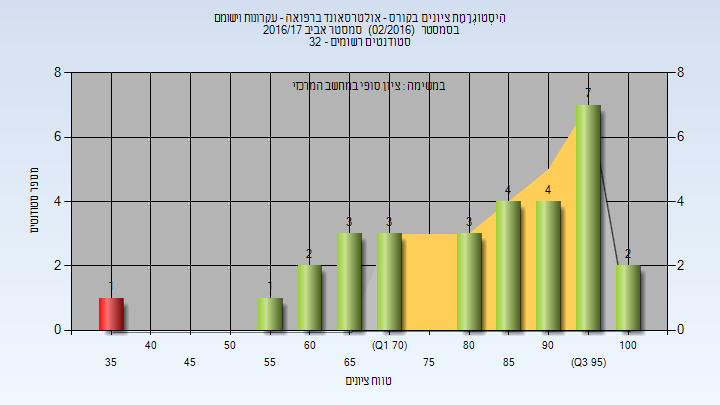 הִיסְטוֹגְרָמַת ציונים בקורס - אולטרסאונד ברפואה - עקרונות וישומם
בסמסטר (02/2016) סמסטר אביב 2016/17
סטודנטים רשומים - 32
במשימה : ציון סופי במחשב המרכזי
מספר סטודנטים
8 8
6 6
4 4
2 2
0 0
1 1 2 3 3 3 4 4 7 2
40 50 60 (Q1 70) 80 90 100
35 45 55 65 75 85 (Q3 95)
טווח ציונים